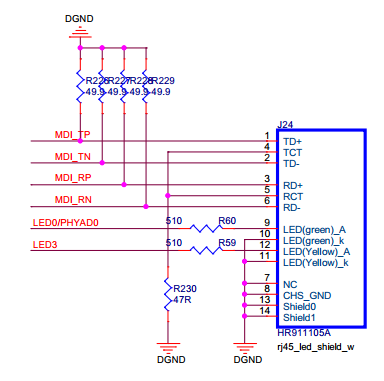 DGND
R226 R227 R228 R229
49.9 49.9 49.9 49.9
J24
MDI_TP 1 TD+
4 TCT
MDI_TN 2 TD-
MDI_RP 3 RD+
5 RCT
MDI_RN 6 RD-
LED0/PHYAD0 510 R60 9 LED(green)_A
10 LED(green)_k
LED3 510 R59 12 LED(Yellow)_A
11 LED(Yellow)_k
7 NC
8 CHS_GND
13 Shield0
14 Shield1
R230
47R
HR911105A
rj45_led_shield_w
DGND DGND